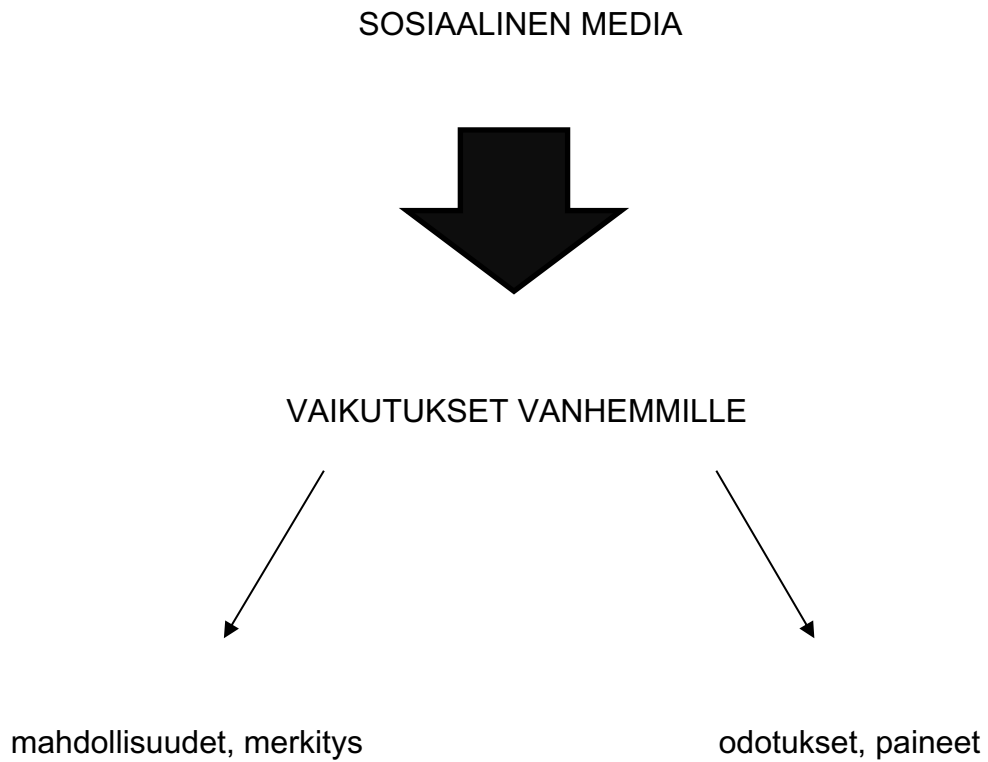 SOSIAALINEN MEDIA
VAIKUTUKSET VANHEMMILLE
mahdollisuudet, merkitys
odotukset, paineet